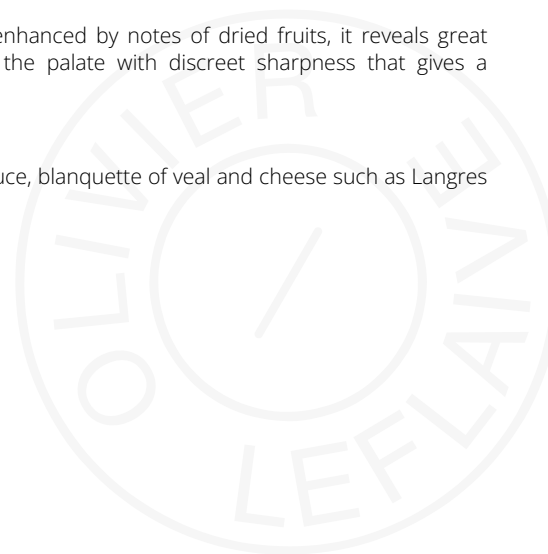 enhanced by notes of dried fruits, it reveals great
the palate with discreet sharpness that gives a
uce, blanquette of veal and cheese such as Langres
OLIVIER LEFLAIVE